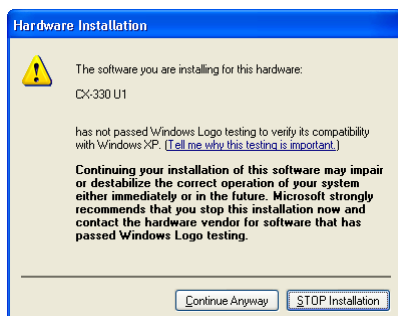 Hardware Installation
The software you are installing for this hardware:
CX-330 U1
has not passed Windows Logo testing to verify its compatibility
with Windows XP. (Tell me why this testing is important.)
Continuing your installation of this software may impair
or destabilize the correct operation of your system
either immediately or in the future. Microsoft strongly
recommends that you stop this installation now and
contact the hardware vendor for software that has
passed Windows Logo testing.
Continue Anyway
STOP Installation